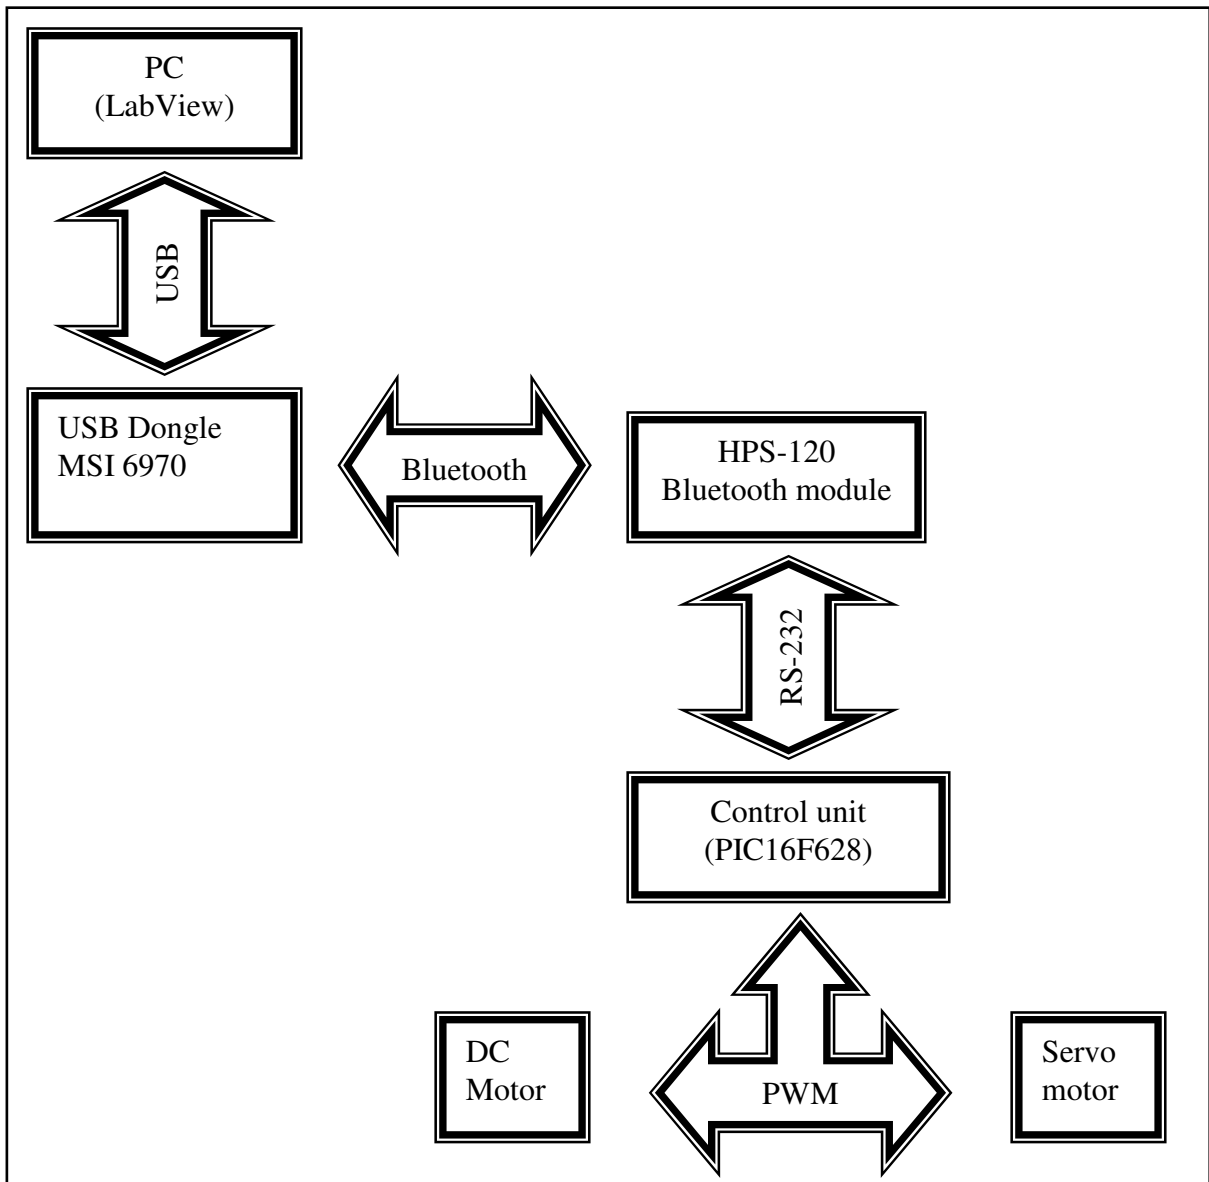 PC
(LabView)
USB
USB Dongle
MSI 6970
Bluetooth
HPS-120
Bluetooth module
RS-232
Control unit
(PIC16F628)
DC
Motor
PWM
Servo
motor